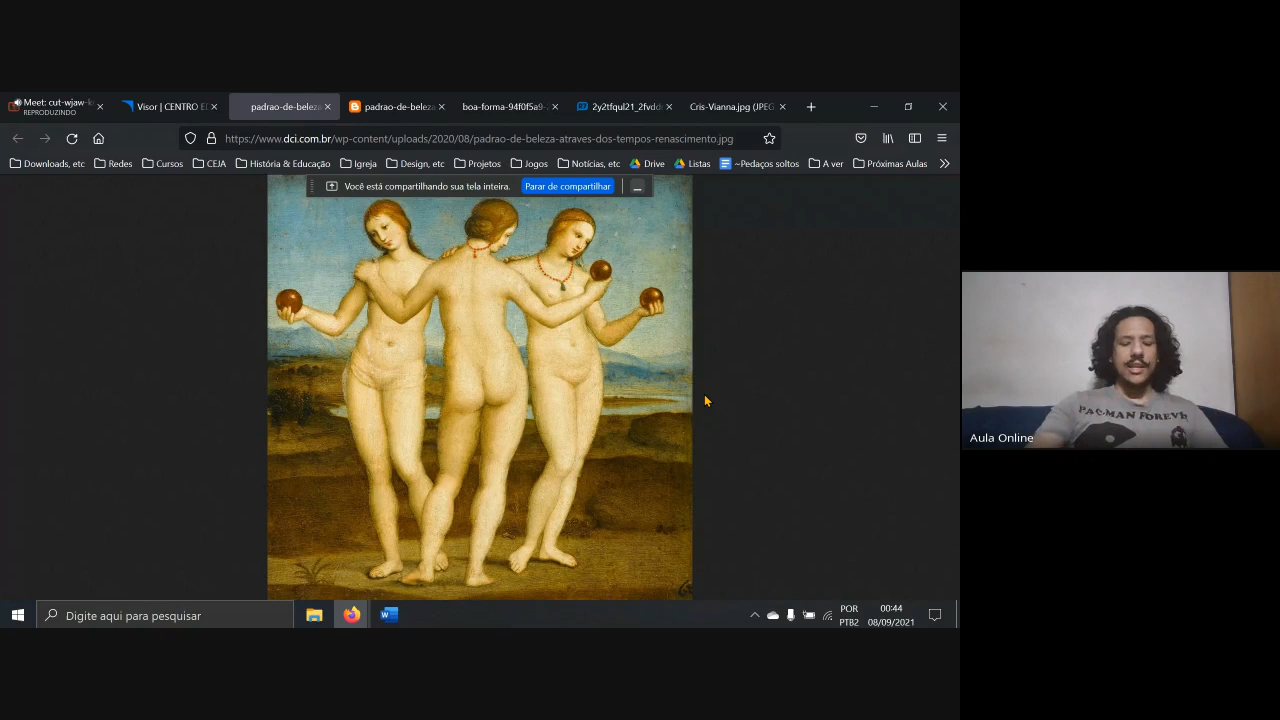 Meet: cut-wjaw-k
REPRODUZINDO
Visor | CENTRO E
padrao-de-beleza
padrao-de-beleza
boa-forma-94f0f5a9-
2y2tfqul21_2fvdd
Cris-Vianna.jpg (JPEG
https://www.dci.com.br/wp-content/uploads/2020/08/padrao-de-beleza-atraves-dos-tempos-renascimento.jpg
Downloads, etc Redes Cursos CEJA História & Educação Igreja Design, etc Projetos Jogos Notícias, etc Drive Listas ~Pedaços soltos A ver Próximas Aulas
Você está compartilhando sua tela inteira. Parar de compartilhar
PAC-MAN FOREVE
Aula Online
Digite aqui para pesquisar
POR
PTB2
00:44
08/09/2021